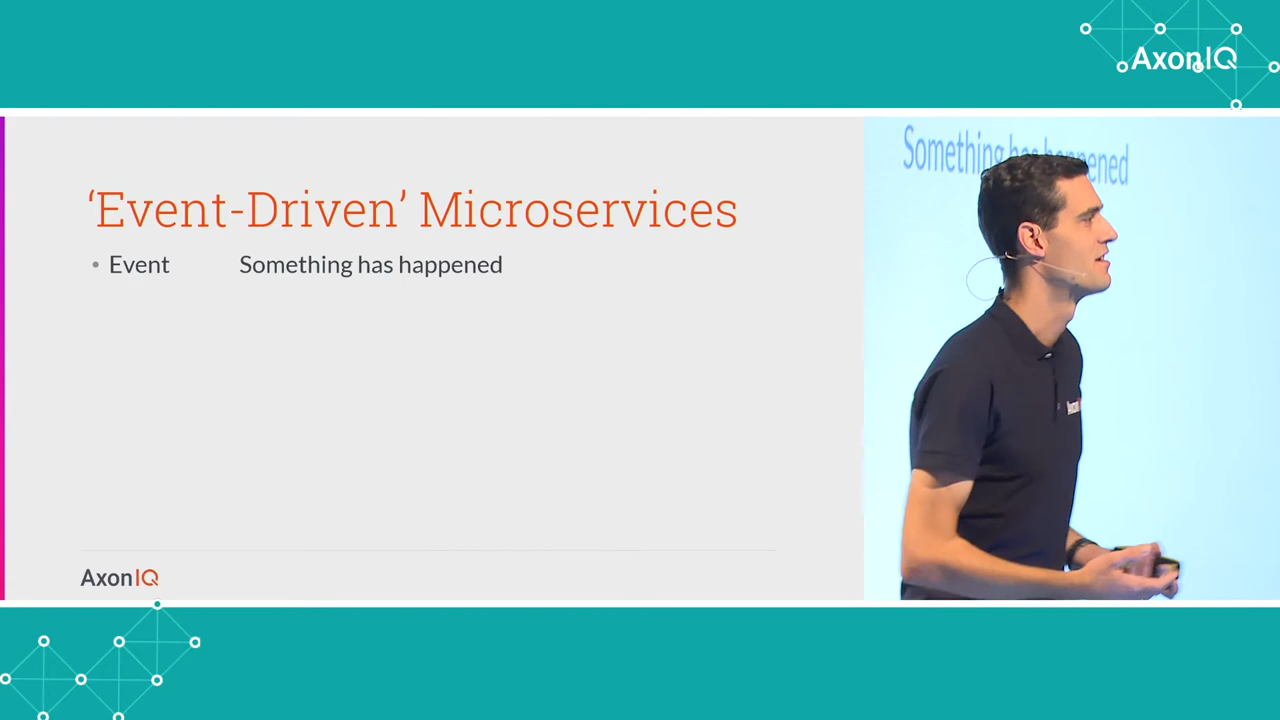 AxonIQ
‘Event-Driven’ Microservices
• Event Something has happened
Something has happened
AxonIQ